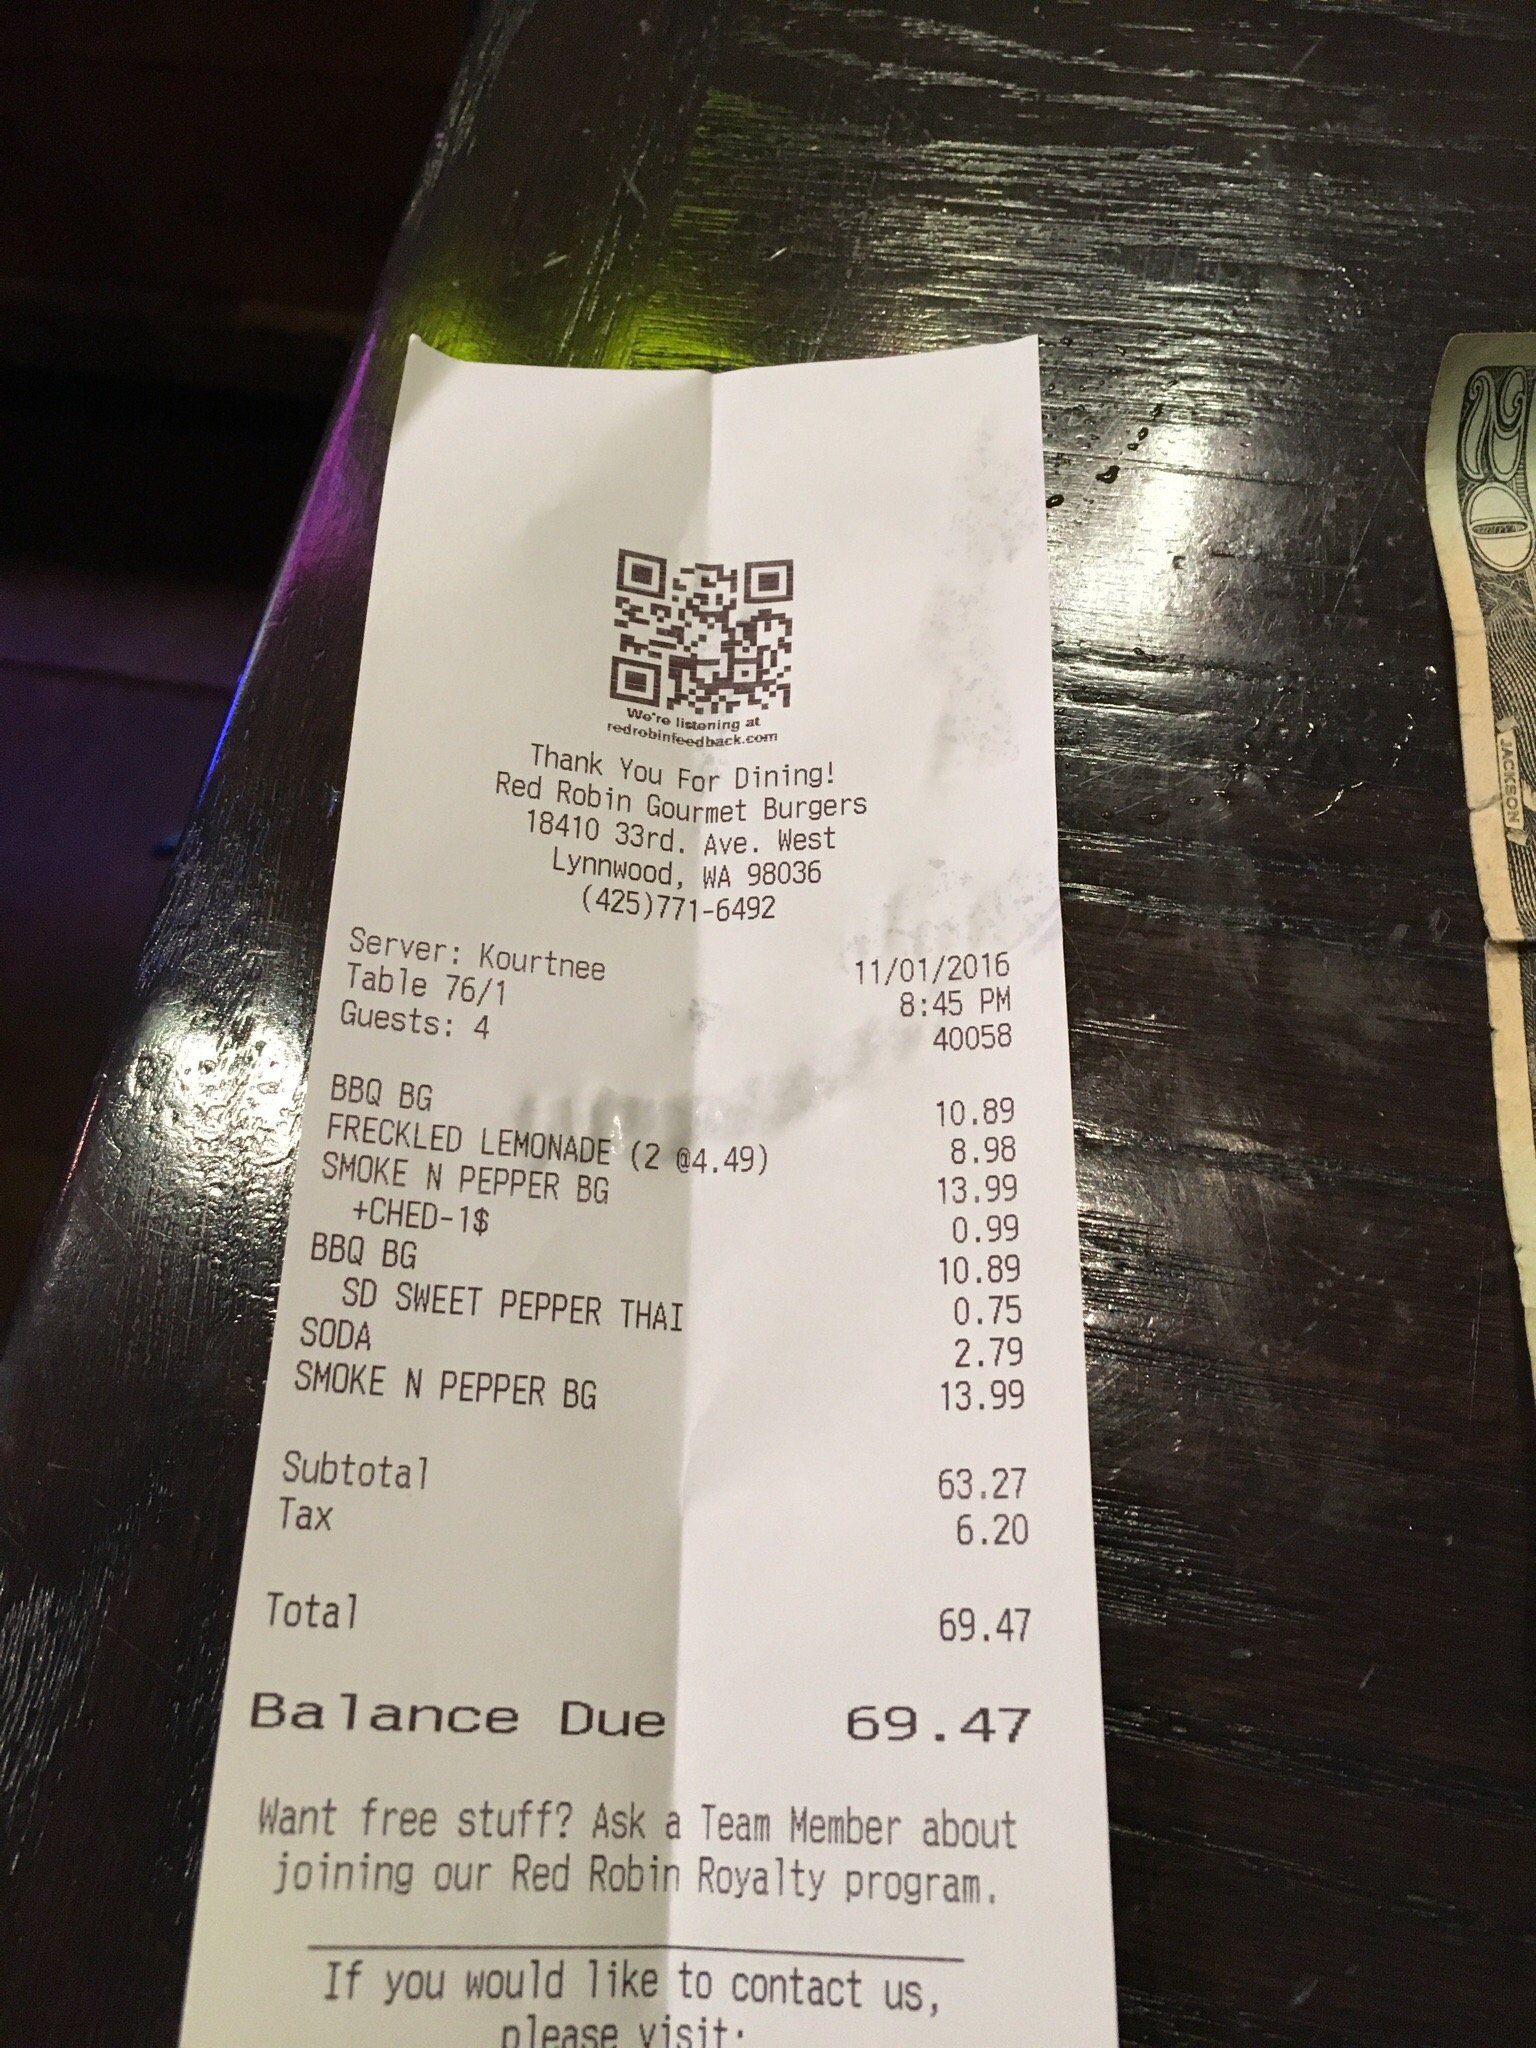 We're listening at
redrobinfeedback.com
Thank You For Dining!
Red Robin Gourmet Burgers
18410 33rd. Ave. West
Lynnwood, WA 98036
(425)771-6492
Server: Kourtnee 11/01/2016
Table 76/1 8:45 PM
Guests: 4 40058
BBQ BG 10.89
FRECKLED LEMONADE (2 @4.49) 8.98
SMOKE N PEPPER BG 13.99
+CHED-1$ 0.99
BBQ BG 10.89
SD SWEET PEPPER THAI 0.75
SODA 2.79
SMOKE N PEPPER BG 13.99
Subtotal 63.27
Tax 6.20
Total 69.47
Balance Due 69.47
Want free stuff? Ask a Team Member about
joining our Red Robin Royalty program.
If you would like to contact us,
please visit:
20
JACKSON